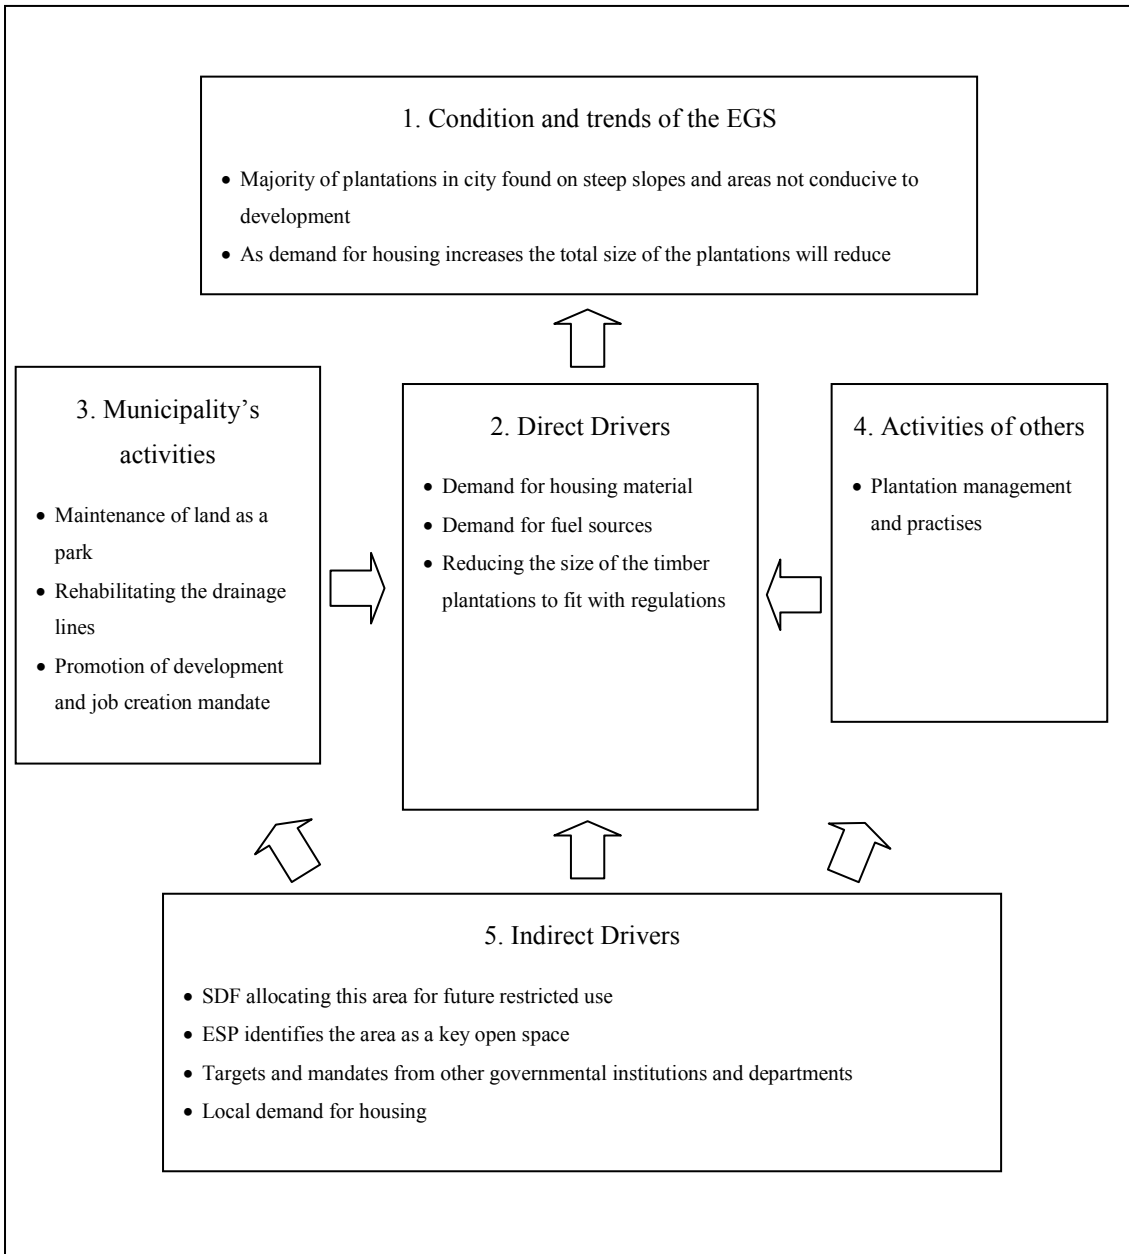 1. Condition and trends of the EGS
• Majority of plantations in city found on steep slopes and areas not conducive to
development
• As demand for housing increases the total size of the plantations will reduce
3. Municipality’s
activities
• Maintenance of land as a
park
• Rehabilitating the drainage
lines
• Promotion of development
and job creation mandate
2. Direct Drivers
• Demand for housing material
• Demand for fuel sources
• Reducing the size of the timber
plantations to fit with regulations
4. Activities of others
• Plantation management
and practises
5. Indirect Drivers
• SDF allocating this area for future restricted use
• ESP identifies the area as a key open space
• Targets and mandates from other governmental institutions and departments
• Local demand for housing